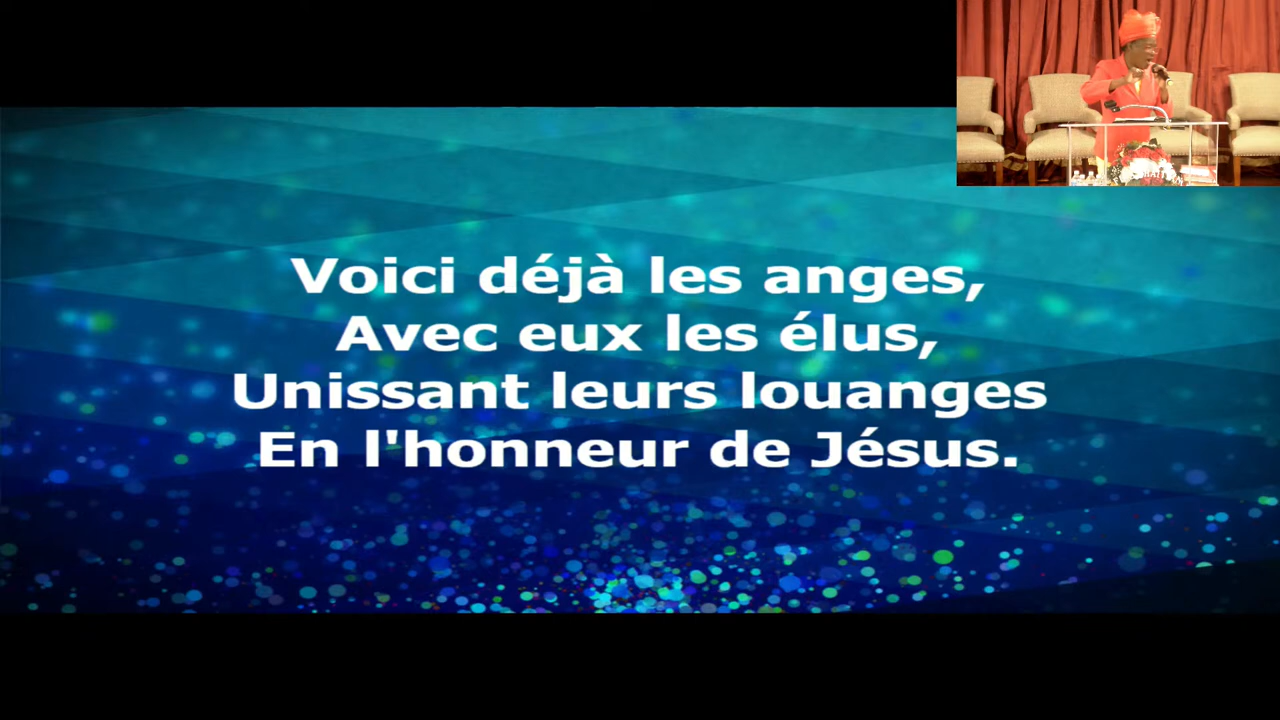 Voici déjà les anges,
Avec eux les élus,
Unissant leurs louanges
En l'honneur de Jésus.